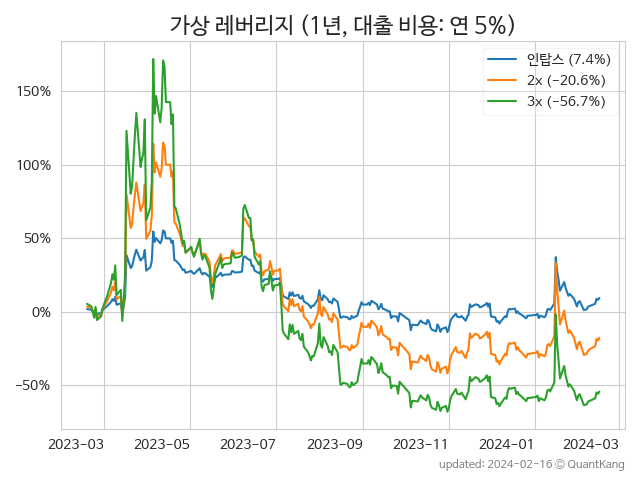 가상 레버리지 (1년, 대출 비용: 연 5%)
인탑스 (7.4%)
2x (−20.6%)
3x (−56.7%)
150%
100%
50%
0%
−50%
2023−03 2023−05 2023−07 2023−09 2023−11 2024−01 2024−03
updated: 2024−02−16 © QuantKang